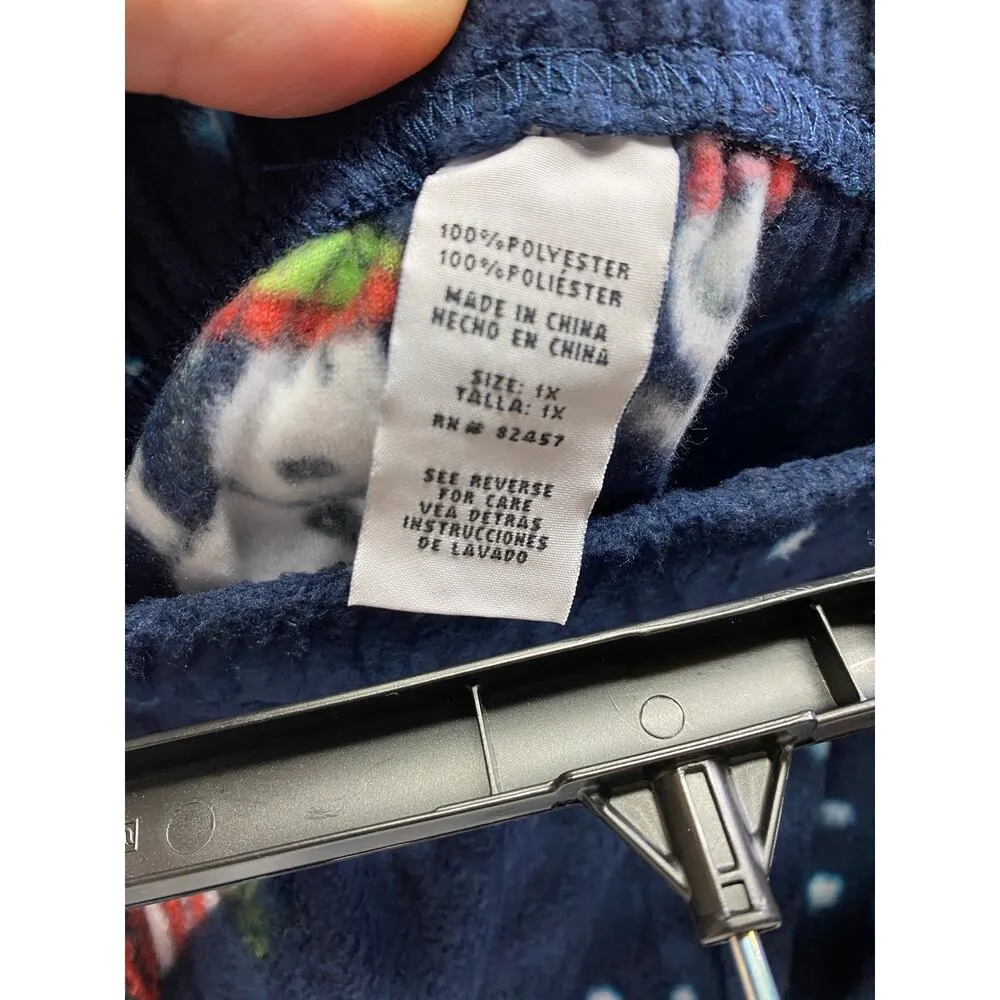 100%POLYESTER
100%POLIÉSTER
MADE IN CHINA
HECHO EN CHINA
SIZE: 1X
TALLA: 1X
RN# 82457
SEE REVERSE
FOR CARE
VEA DETRAS
INSTRUCCIONES
DE LAVADO